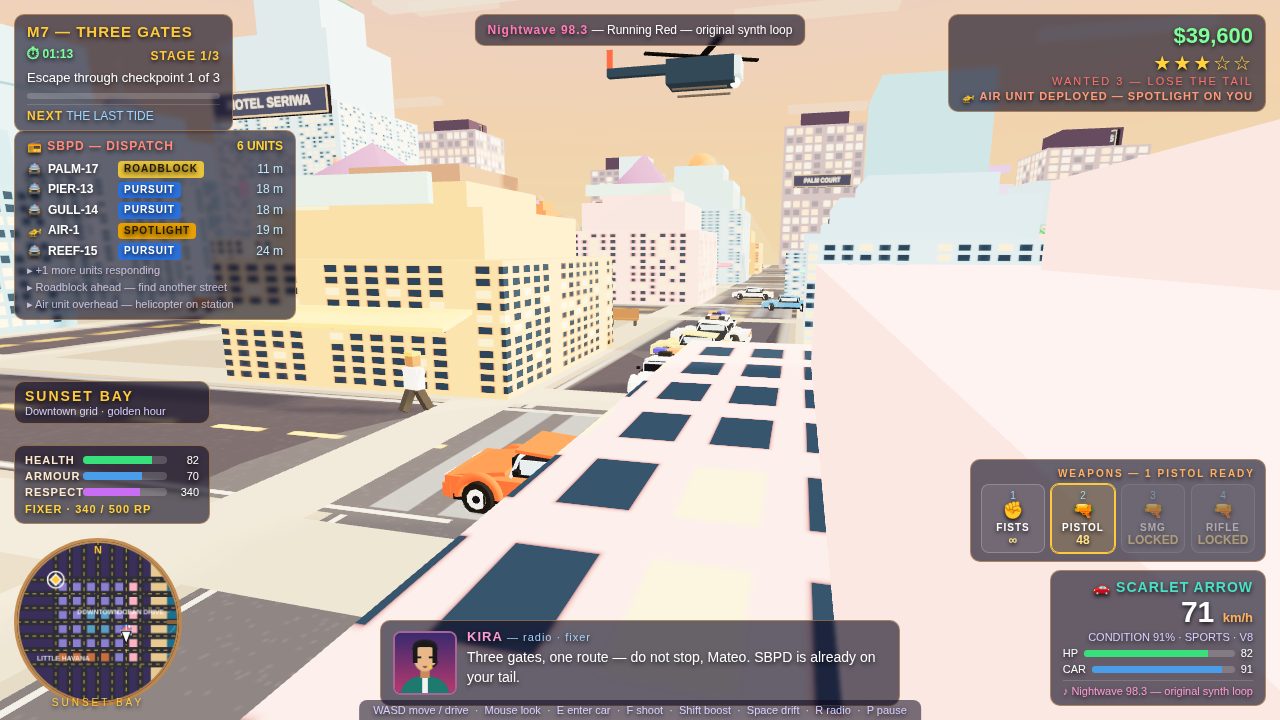 M7 — THREE GATES
⏱ 01:13
STAGE 1/3
Escape through checkpoint 1 of 3
NEXT THE LAST TIDE
SBPD — DISPATCH
6 UNITS
PALM-17 ROADBLOCK 11 m
PIER-13 PURSUIT 18 m
GULL-14 PURSUIT 18 m
AIR-1 SPOTLIGHT 19 m
REEF-15 PURSUIT 24 m
▸ +1 more units responding
▸ Roadblock ahead — find another street
▸ Air unit overhead — helicopter on station
Nightwave 98.3 — Running Red — original synth loop
$39,600
★★★☆☆
WANTED 3 — LOSE THE TAIL
AIR UNIT DEPLOYED — SPOTLIGHT ON YOU
HOTEL SERIWA
PALM COURT
SUNSET BAY
Downtown grid · golden hour
HEALTH 82
ARMOUR 70
RESPECT 340
FIXER · 340 / 500 RP
N
DOWNTOWN
OCEAN DRIVE
LITTLE HAVANA
SUNSET BAY
WEAPONS — 1 PISTOL READY
1 FISTS ∞
2 PISTOL 48
3 SMG LOCKED
4 RIFLE LOCKED
SCARLET ARROW
71 km/h
CONDITION 91% · SPORTS · V8
HP 82
CAR 91
♪ Nightwave 98.3 — original synth loop
KIRA — radio · fixer
Three gates, one route — do not stop, Mateo. SBPD is already on
your tail.
WASD move / drive · Mouse look · E enter car · F shoot · Shift boost · Space drift · R radio · P pause